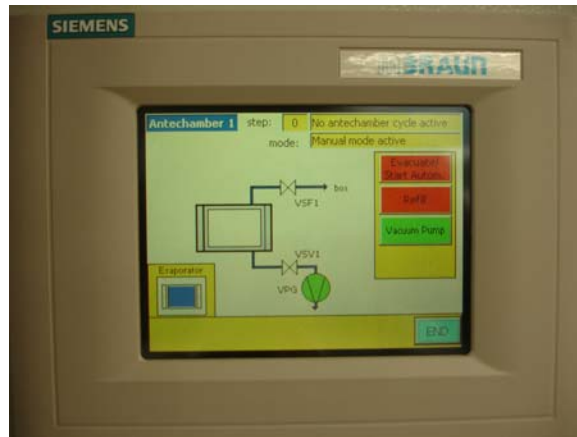 SIEMENS
MBRAUN
Antechamber 1 step: 0 No antechamber cycle active
mode: Manual mode active
Evacuate/
Start Autom.
Refill
Vacuum Pump
box
VSF1
VSV1
VPG
Evaporator
END